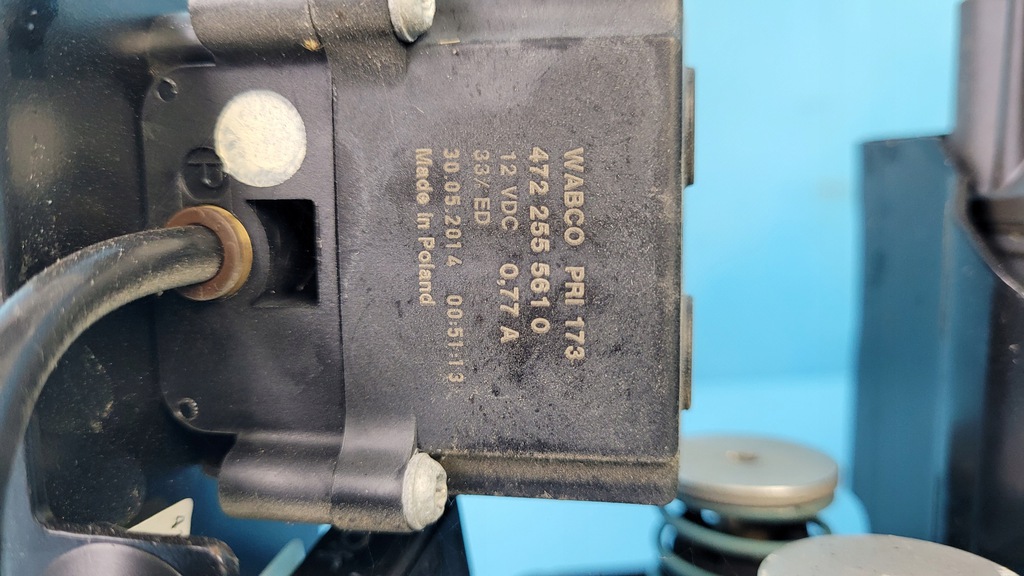 WABCO PRI 173
472 255 561 0
12 VDC 0,77 A
33/ED
30.05.2014 00:51:13
Made In Poland